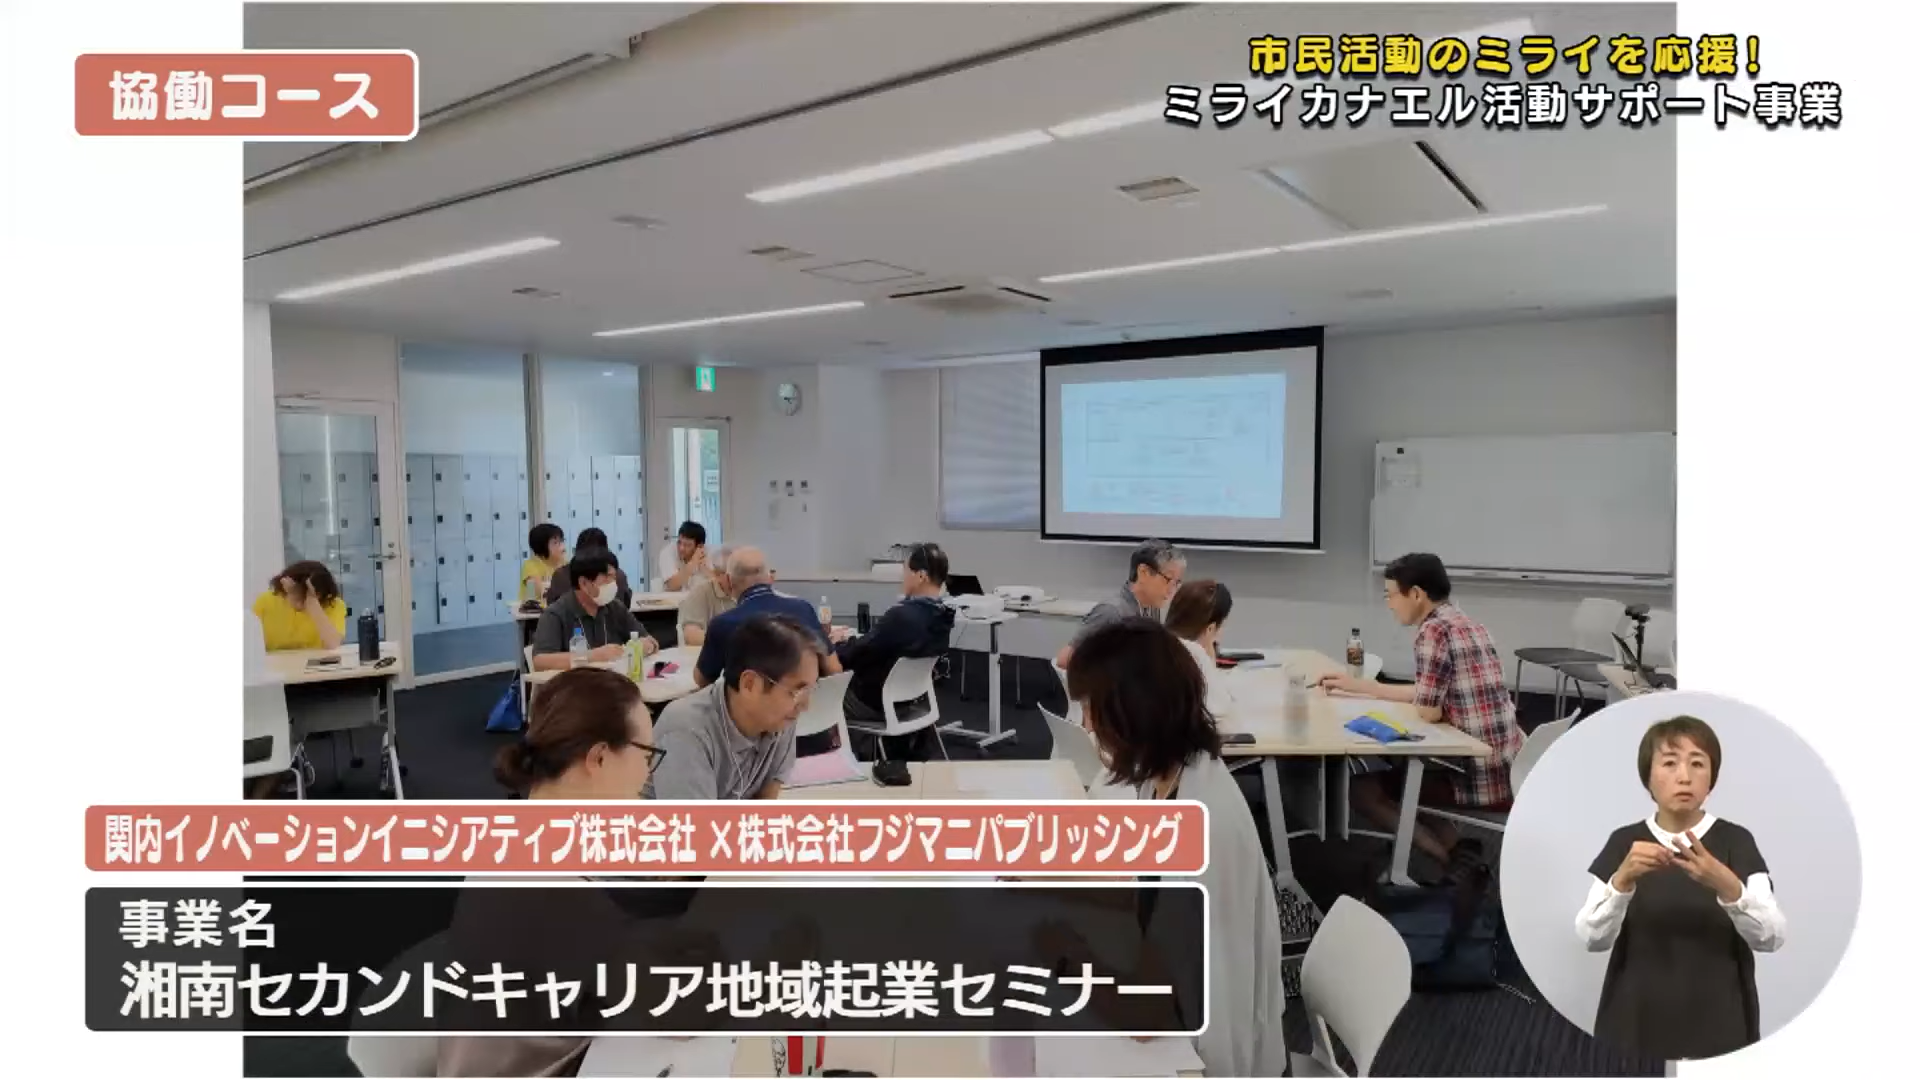 協働コース
市民活動のミライを応援!
ミライカナエル活動サポート事業
関内イノベーションイニシアティブ株式会社×株式会社フジマニパブリッシング
事業名
湘南セカンドキャリア地域起業セミナー